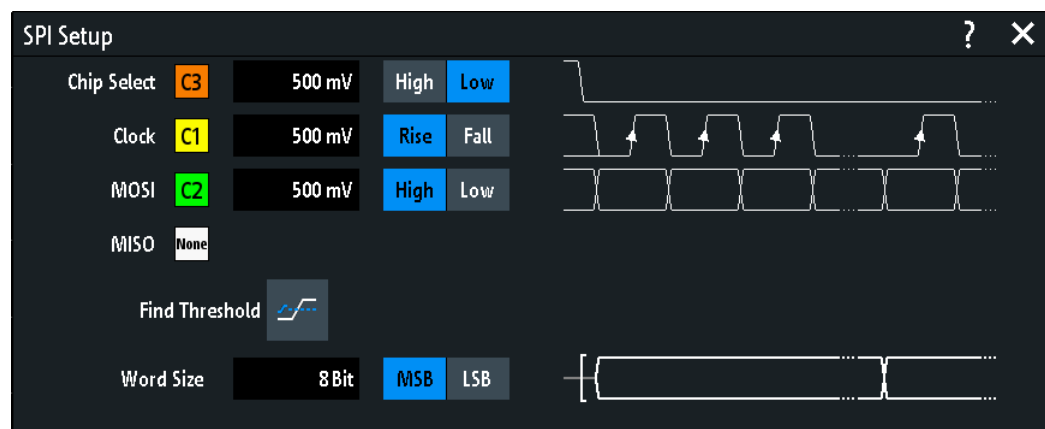 SPI Setup ? ×
Chip Select C3 500 mV High Low
Clock C1 500 mV Rise Fall
MOSI C2 500 mV High Low
MISO None
Find Threshold
Word Size 8 Bit MSB LSB